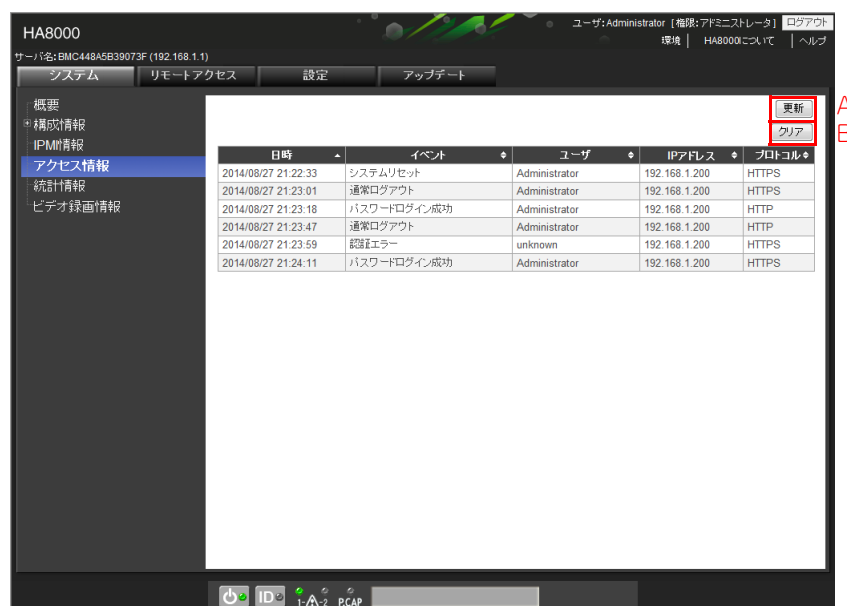 HA8000
ユーザ:Administrator [権限:アドミニストレータ] ログアウト
環境 | HA8000について | ヘルプ
サーバ名:BMC448A5B39073F (192.168.1.1)
システム リモートアクセス 設定 アップデート
概要
構成情報
IPMI情報
アクセス情報
統計情報
ビデオ録画情報
更新 A
クリア
日時 イベント ユーザ IPアドレス プロトコル
2014/08/27 21:22:33 システムリセット Administrator 192.168.1.200 HTTPS
2014/08/27 21:23:01 通常ログアウト Administrator 192.168.1.200 HTTPS
2014/08/27 21:23:18 パスワードログイン成功 Administrator 192.168.1.200 HTTP
2014/08/27 21:23:47 通常ログアウト Administrator 192.168.1.200 HTTP
2014/08/27 21:23:59 認証エラー unknown 192.168.1.200 HTTPS
2014/08/27 21:24:11 パスワードログイン成功 Administrator 192.168.1.200 HTTPS
ID
1-⚠-2 P.CAP